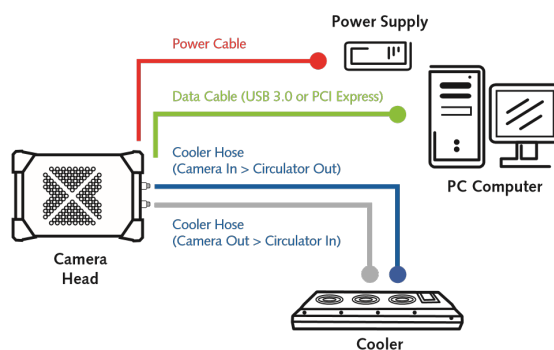 Power Supply
Power Cable
Data Cable (USB 3.0 or PCI Express)
Cooler Hose
(Camera In > Circulator Out)
PC Computer
Cooler Hose
(Camera Out > Circulator In)
Camera
Head
Cooler